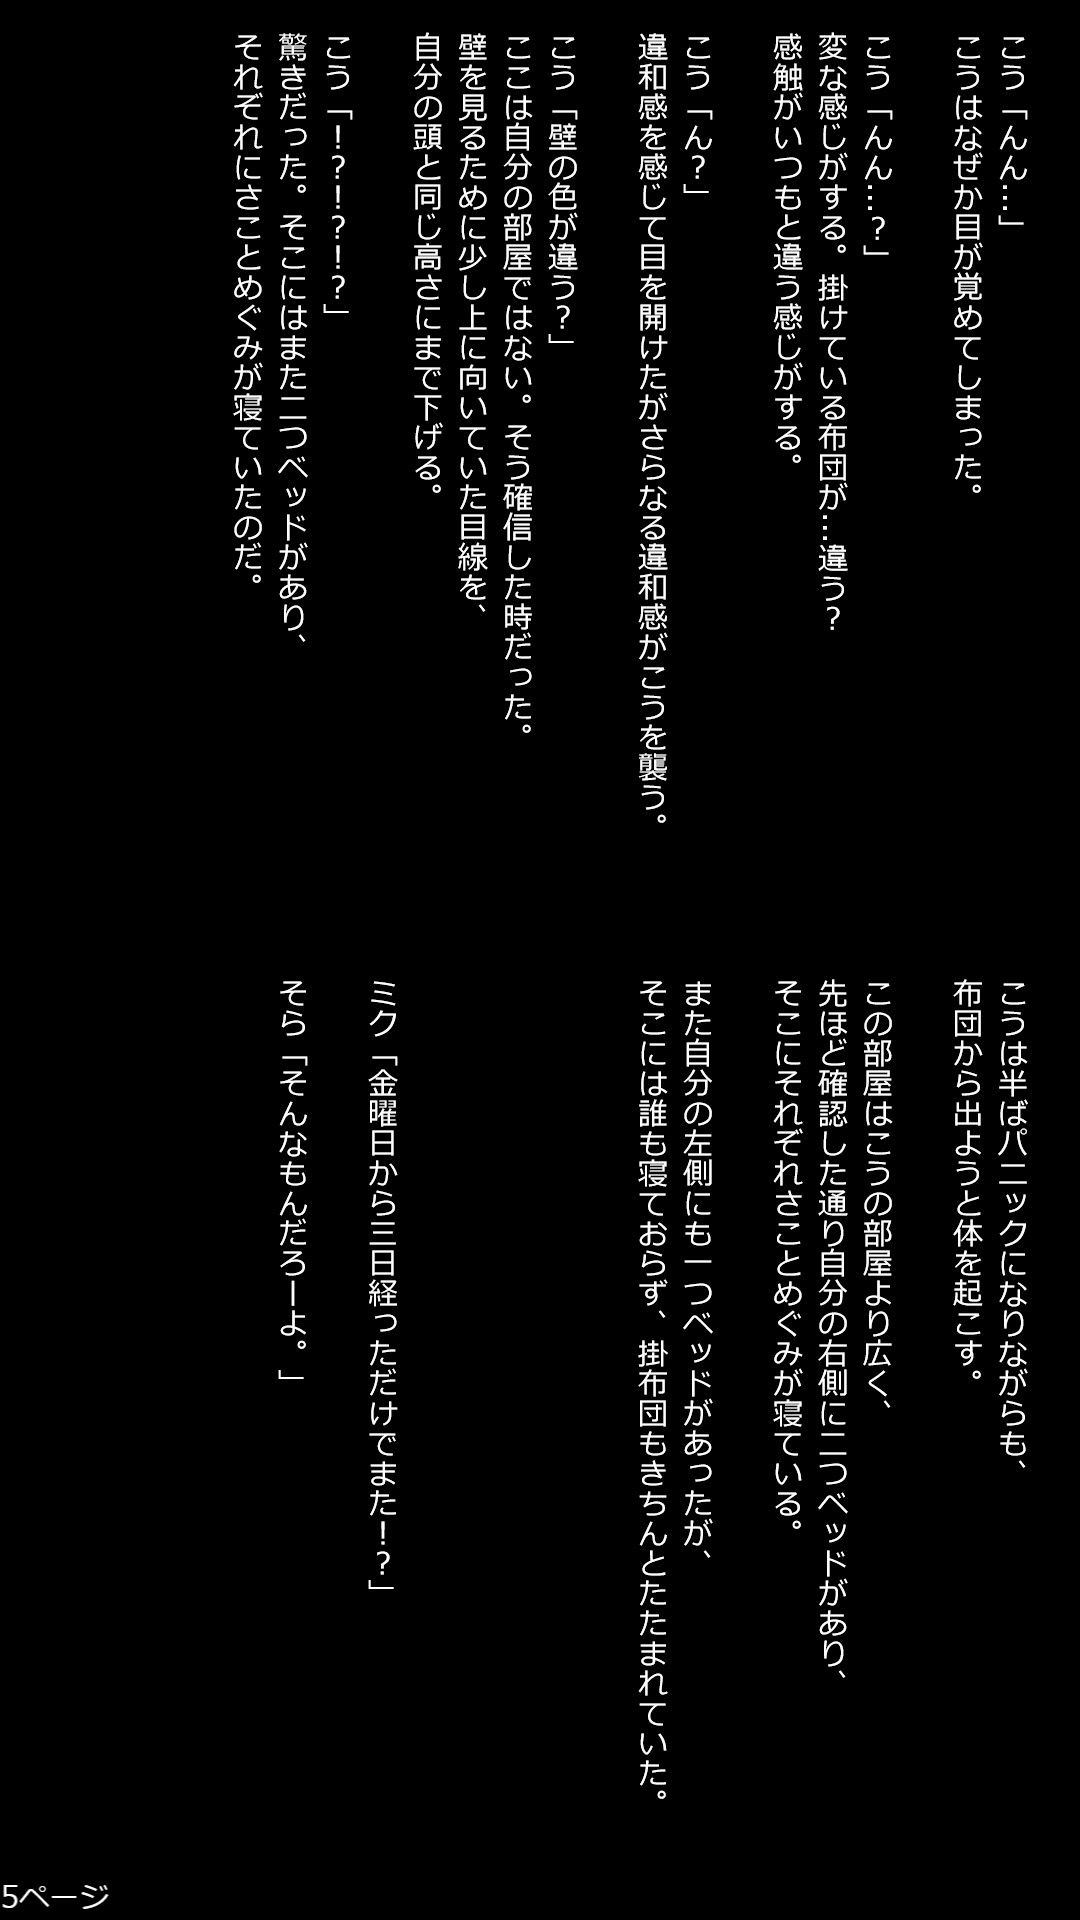 こう「んん…」
こうはなぜか目が覚めてしまった。
こう「んん…？」
変な感じがする。掛けている布団が…違う？
感触がいつもと違う感じがする。
こう「ん？」
違和感を感じて目を開けたがさらなる違和感がこうを襲う。
こう「壁の色が違う？」
ここは自分の部屋ではない。そう確信した時だった。
壁を見るために少し上に向いていた目線を、
自分の頭と同じ高さにまで下げる。
こう「！？！？！？」
驚きだった。そこにはまた二つベッドがあり、
それぞれにさことめぐみが寝ていたのだ。
こうは半ばパニックになりながらも、
布団から出ようと体を起こす。
この部屋はこうの部屋より広く、
先ほど確認した通り自分の右側に二つベッドがあり、
そこにそれぞれさことめぐみが寝ている。
また自分の左側にも一つベッドがあったが、
そこには誰も寝ておらず、掛布団もきちんとたたまれていた。
ミク「金曜日から三日経っただけでまた！？」
そら「そんなもんだろーよ。」
5ページ